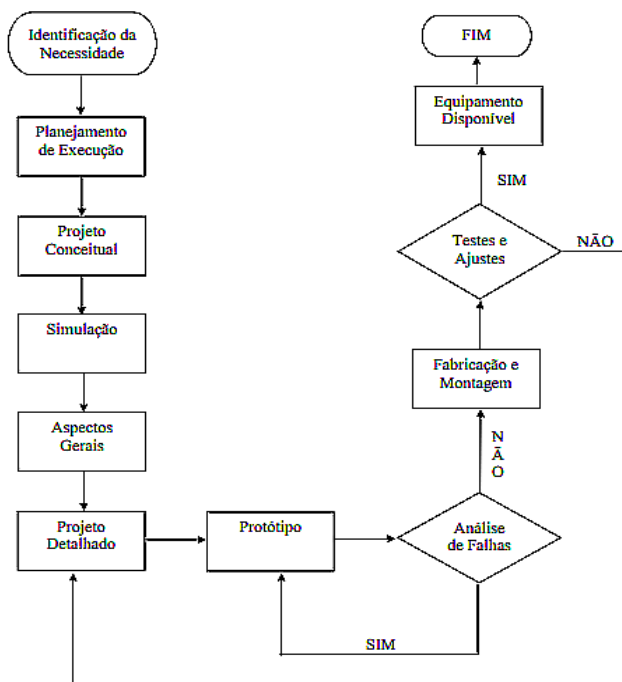 Identificação da
Necessidade
Planejamento
de Execução
Projeto
Conceitual
Simulação
Aspectos
Gerais
Projeto
Detalhado
Protótipo
Análise
de Falhas
SIM
NÃO
Fabricação e
Montagem
Testes e
Ajustes
NÃO
SIM
Equipamento
Disponível
FIM